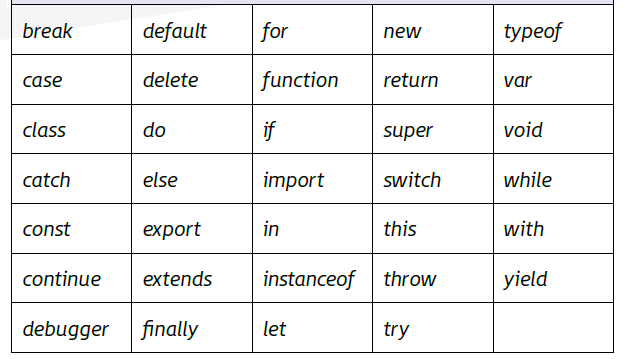 break default for new typeof
case delete function return var
class do if super void
catch else import switch while
const export in this with
continue extends instanceof throw yield
debugger finally let try